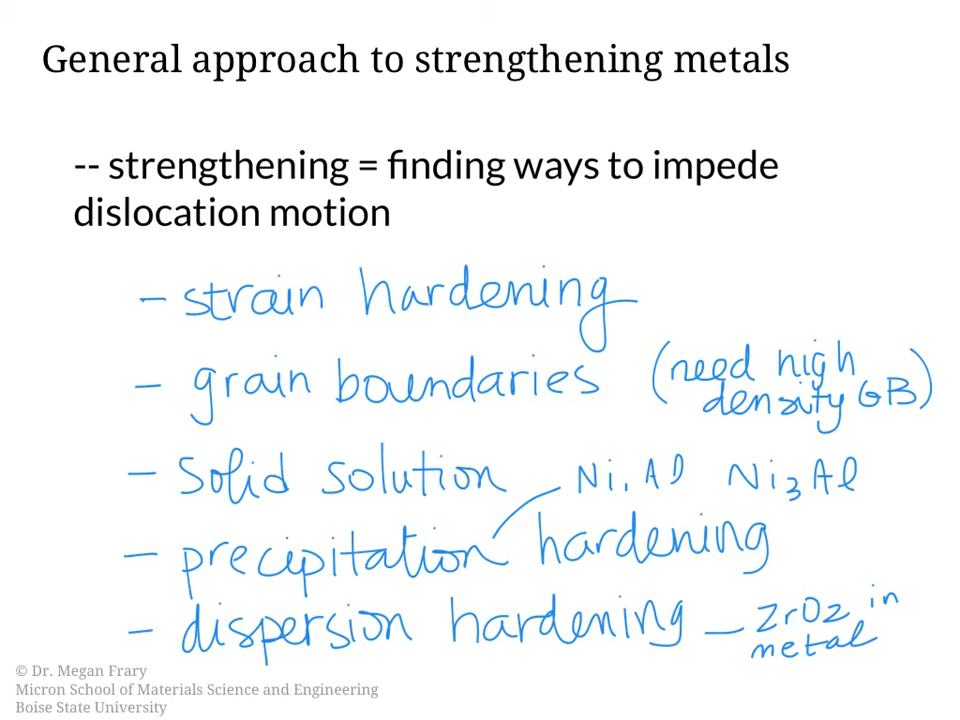 General approach to strengthening metals
-- strengthening = finding ways to impede
dislocation motion
- strain hardening
- grain boundaries (need high
density GB)
- solid solution Ni, Al Ni3Al
- precipitation hardening
- dispersion hardening - ZrO2 in
metal
© Dr. Megan Frary
Micron School of Materials Science and Engineering
Boise State University